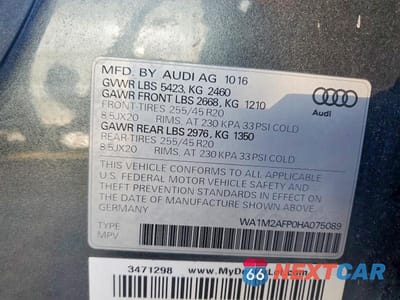 MFD. BY AUDI AG 10 16
GVWR LBS 5423, KG 2460
GAWR FRONT LBS 2668, KG 1210
FRONT-TIRES 255/45 R20
8.5JX20 RIMS, AT 230 KPA 33 PSI COLD
GAWR REAR LBS 2976, KG 1350
REAR TIRES 255/45 R20
8.5JX20 RIMS, AT 230 KPA 33 PSI COLD
Audi
THIS VEHICLE CONFORMS TO ALL APPLICABLE
U.S. FEDERAL MOTOR VEHICLE SAFETY AND
THEFT PREVENTION STANDARDS IN EFFECT ON
THE DATE OF MANUFACTURE SHOWN ABOVE.
GERMANY
WA1M2AFP0HA075089
TYPE:
MPV
3471298
66 NEXTCAR